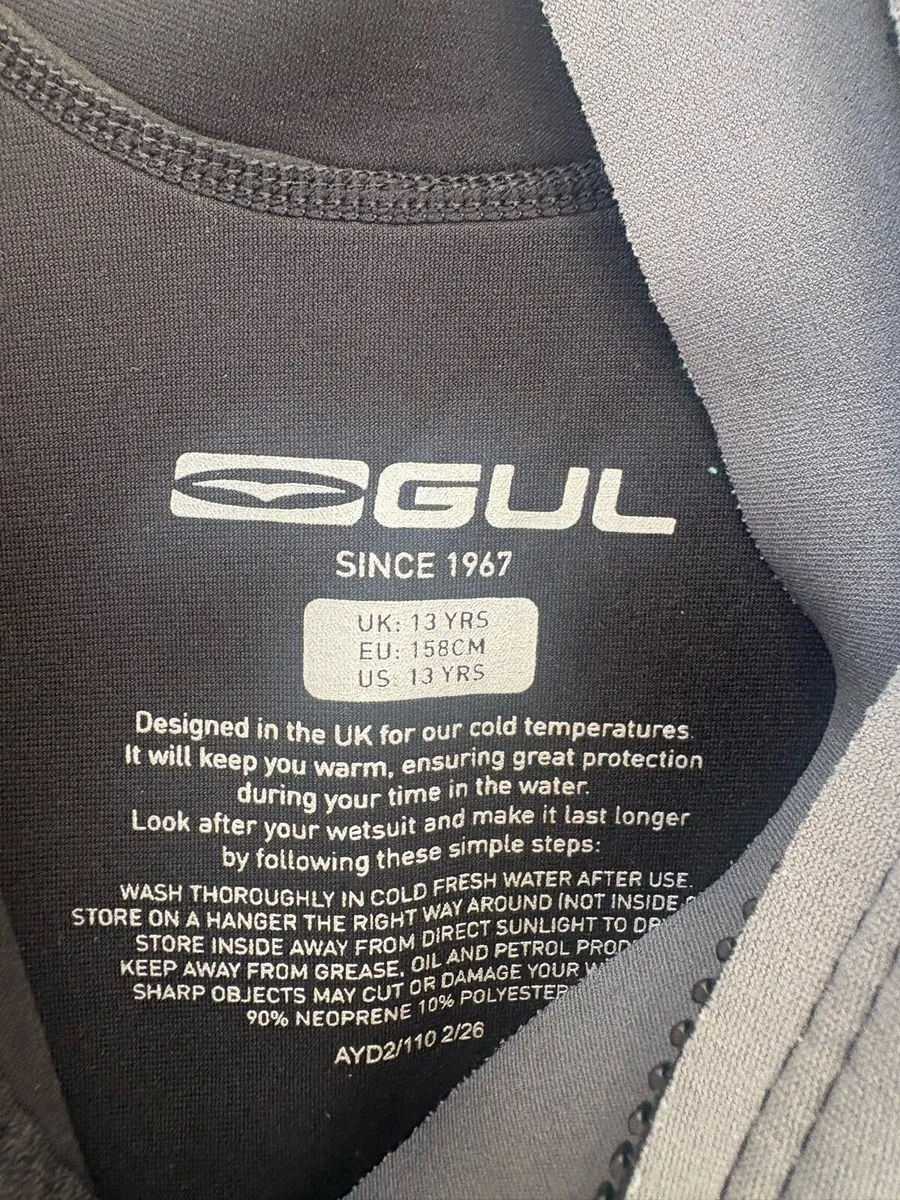 GUL
SINCE 1967
UK: 13 YRS
EU: 158CM
US: 13 YRS
Designed in the UK for our cold temperatures.
It will keep you warm, ensuring great protection
during your time in the water.
Look after your wetsuit and make it last longer
by following these simple steps:
WASH THOROUGHLY IN COLD FRESH WATER AFTER USE.
STORE ON A HANGER THE RIGHT WAY AROUND (NOT INSIDE
STORE INSIDE AWAY FROM DIRECT SUNLIGHT TO
KEEP AWAY FROM GREASE, OIL AND PETROL
SHARP OBJECTS MAY CUT OR DAMAGE YOUR
90% NEOPRENE 10% POLYESTER
AYD2/110 2/26